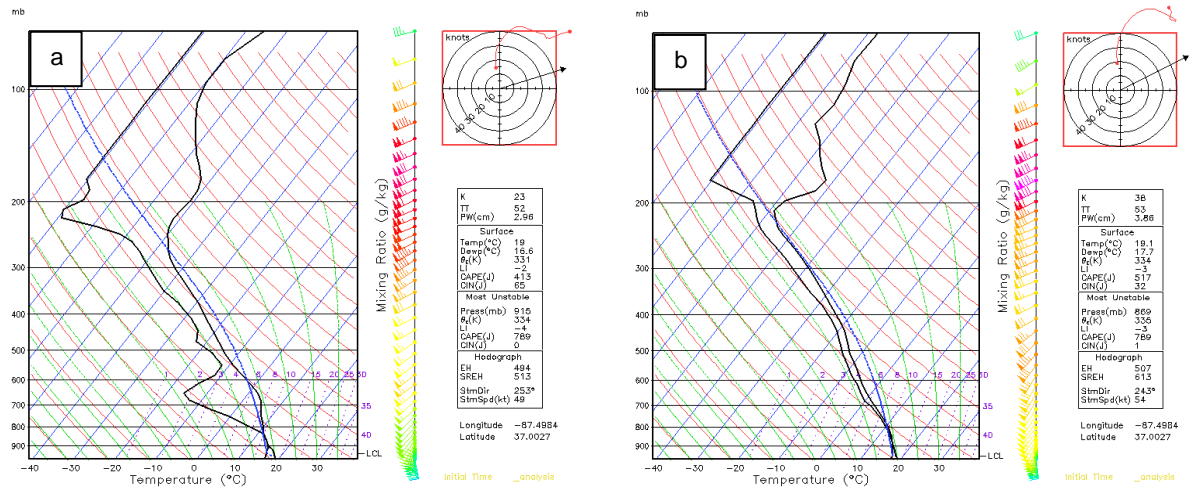 mb
a
100
200
300
400
500
600
700
800
900
1 2 3 4 6 8 10 15 20 25 30
35
40
LCL
-40 -30 -20 -10 0 10 20 30
Temperature (°C)
Mixing Ratio (g/kg)
knots
40 30 20 10
K 23
TT 52
PW(cm) 2.96
Surface
Temp(°C) 19
Dewp(°C) 16.6
θE(K) 331
LI -2
CAPE(J) 413
CIN(J) 65
Most Unstable
Press(mb) 915
θE(K) 334
LI -4
CAPE(J) 789
CIN(J) 0
Hodograph
EH 494
SREH 513
StmDir 253°
StmSpd(kt) 49
Longitude -87.4984
Latitude 37.0027
Initial Time _analysis
mb
b
100
200
300
400
500
600
700
800
900
2 3 4 6 8 10 15 20 25 30
35
40
LCL
-40 -30 -20 -10 0 10 20 30
Temperature (°C)
Mixing Ratio (g/kg)
knots
40 30 20 10
K 38
TT 53
PW(cm) 3.86
Surface
Temp(°C) 19.1
Dewp(°C) 17.7
θE(K) 334
LI -3
CAPE(J) 517
CIN(J) 32
Most Unstable
Press(mb) 869
θE(K) 335
LI -3
CAPE(J) 789
CIN(J) 1
Hodograph
EH 507
SREH 613
StmDir 243°
StmSpd(kt) 54
Longitude -87.4984
Latitude 37.0027
Initial Time _analysis